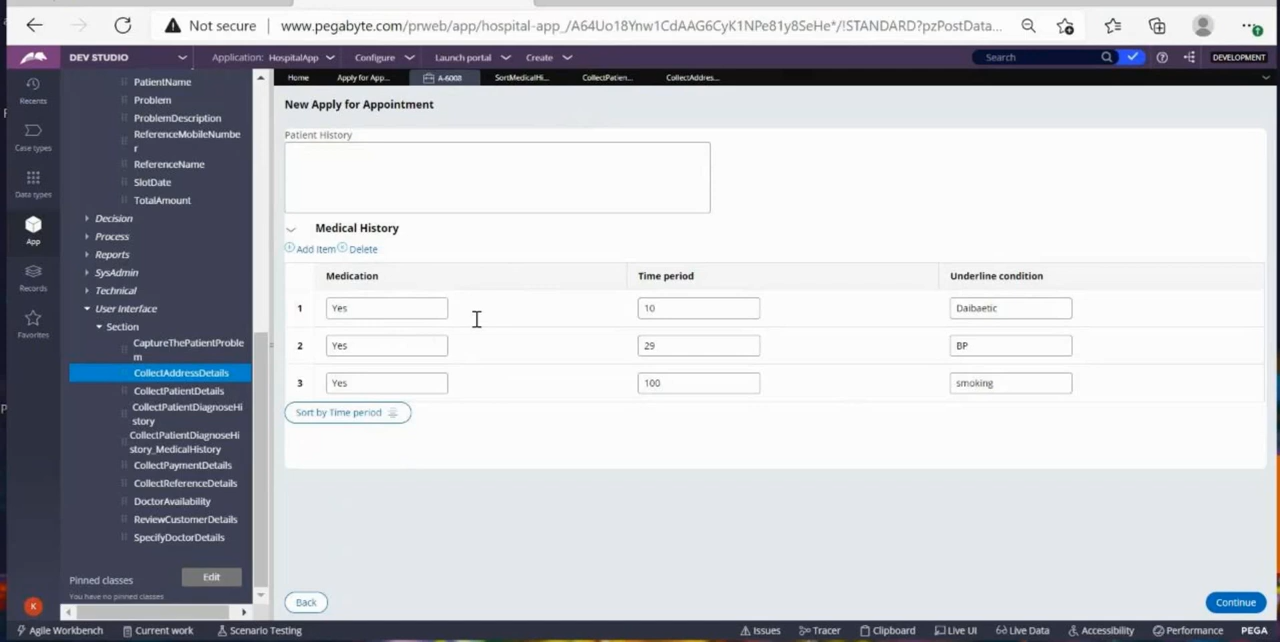 Not secure www.pegabyte.com/prweb/app/hospital-app_/A64Uo18Ynw1CdAAG6CyK1NPe81y8SeHe*/!STANDARD?pzPostData...
DEV STUDIO Application: HospitalApp Configure Launch portal Create Search DEVELOPMENT
Home Apply for App... A-6008 SortMedicalHi... CollectPatien... CollectAddres...
Recents
Case types
Data types
App
Records
Favorites
PatientName
Problem
ProblemDescription
ReferenceMobileNumbe
r
ReferenceName
SlotDate
TotalAmount
Decision
Process
Reports
SysAdmin
Technical
User Interface
Section
CaptureThePatientProble
m
CollectAddressDetails
CollectPatientDetails
CollectPatientDiagnoseHi
story
CollectPatientDiagnoseHi
story_MedicalHistory
CollectPaymentDetails
CollectReferenceDetails
DoctorAvailability
ReviewCustomerDetails
SpecifyDoctorDetails
Pinned classes Edit
You have no pinned classes
K
New Apply for Appointment
Patient History
Medical History
Add Item Delete
Medication Time period Underline condition
1 Yes 10 Daibaetic
2 Yes 29 BP
3 Yes 100 smoking
Sort by Time period
Back Continue
Agile Workbench Current work Scenario Testing Issues Tracer Clipboard Live UI Live Data Accessibility Performance PEGA